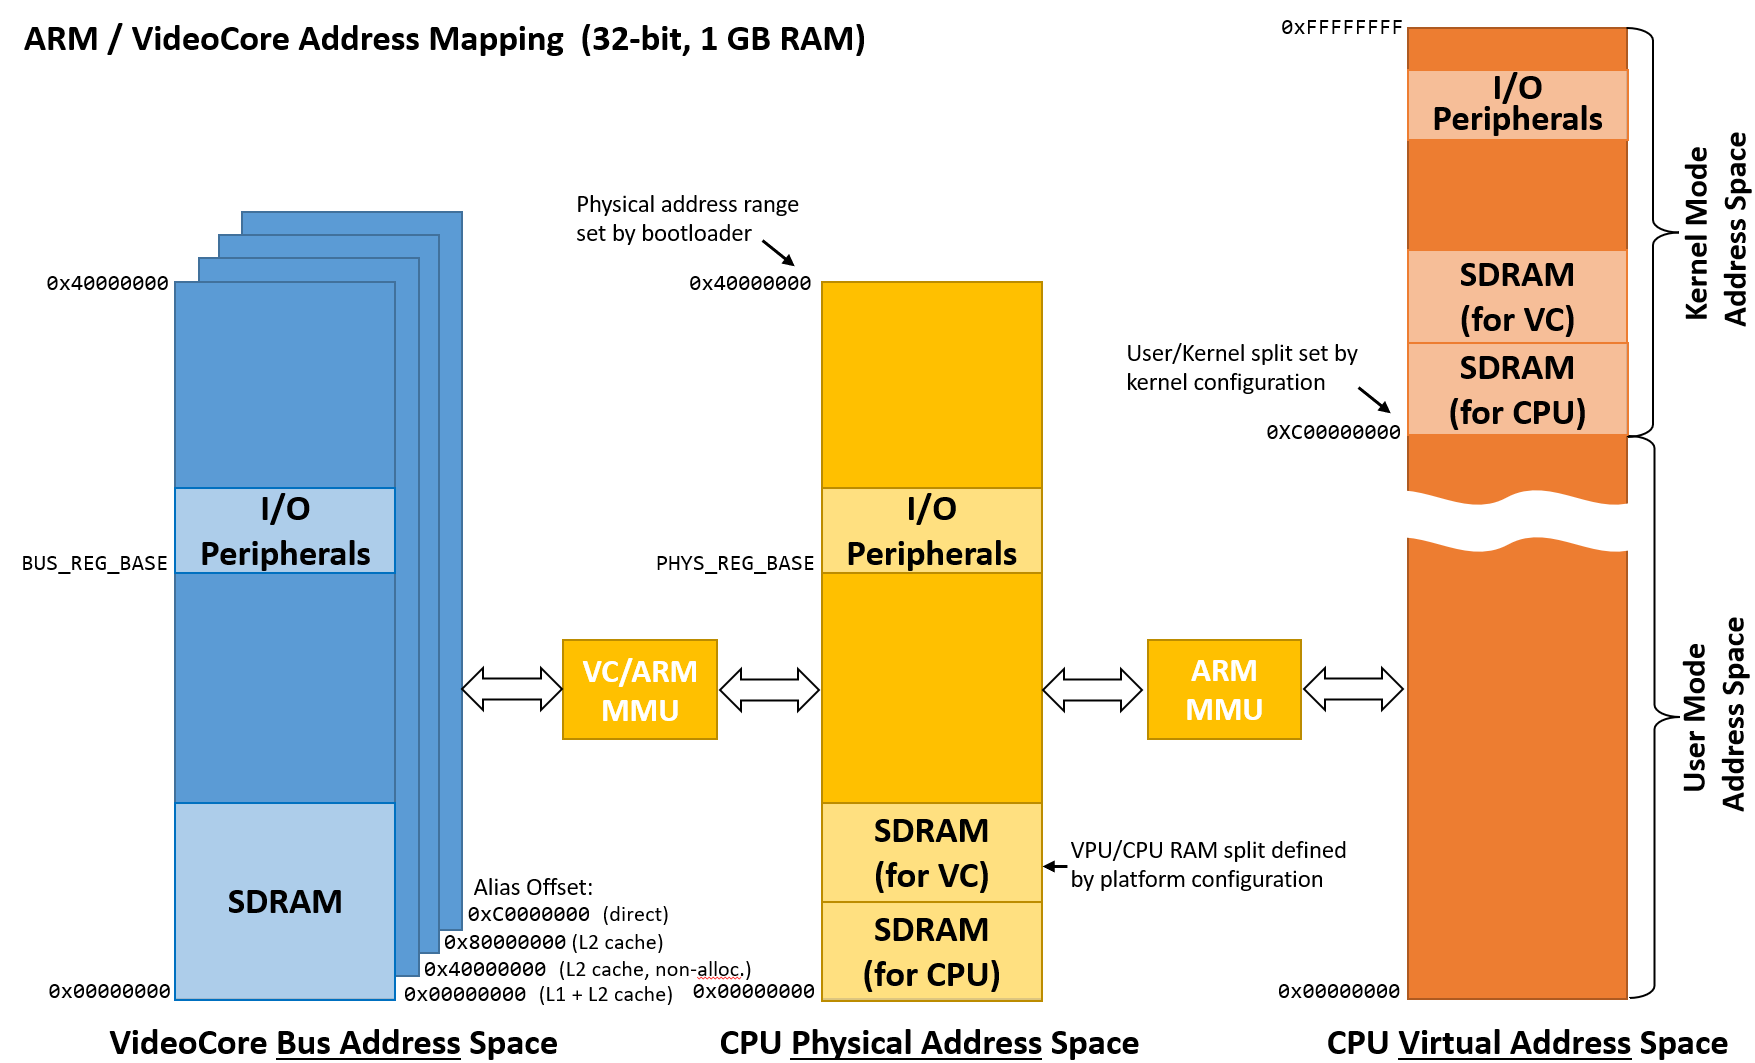 ARM / VideoCore Address Mapping (32-bit, 1 GB RAM)
0x40000000
I/O
Peripherals
BUS_REG_BASE
SDRAM
0x00000000
Alias Offset:
0xC0000000 (direct)
0x80000000 (L2 cache)
0x40000000 (L2 cache, non-alloc.)
0x00000000 (L1 + L2 cache)
VideoCore Bus Address Space
VC/ARM
MMU
Physical address range
set by bootloader
0x40000000
I/O
Peripherals
PHYS_REG_BASE
SDRAM
(for VC)
SDRAM
(for CPU)
0x00000000
VPU/CPU RAM split defined
by platform configuration
CPU Physical Address Space
ARM
MMU
0xFFFFFFFF
I/O
Peripherals
SDRAM
(for VC)
SDRAM
(for CPU)
User/Kernel split set by
kernel configuration
0XC00000000
0x00000000
Kernel Mode
Address Space
User Mode
Address Space
CPU Virtual Address Space